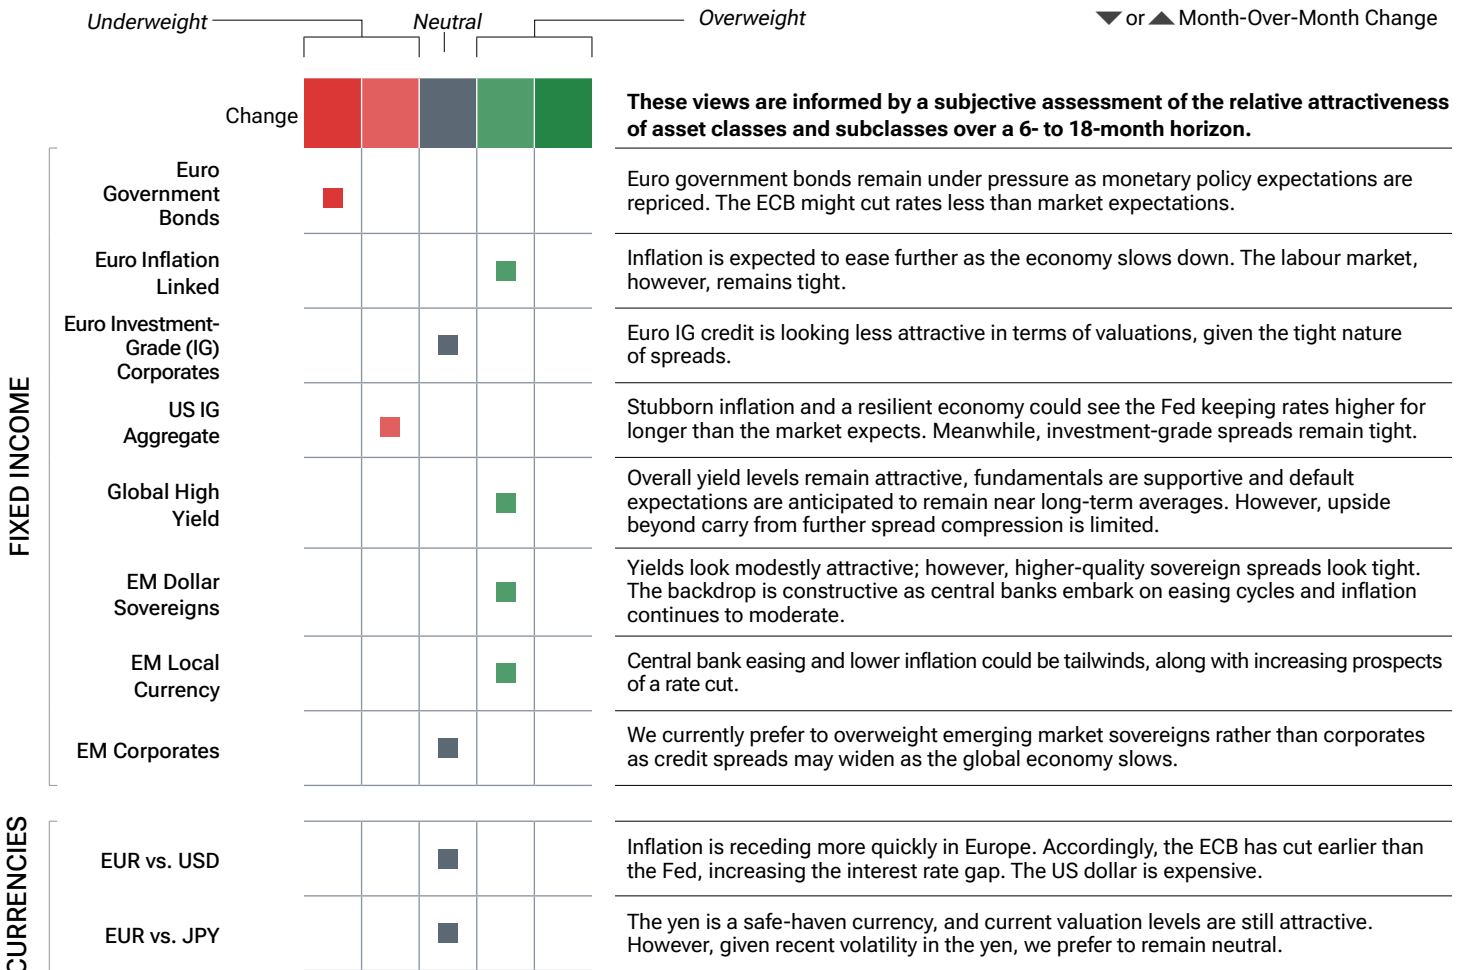 Underweight
Neutral
Overweight
or
Month-Over-Month Change
Change
These views are informed by a subjective assessment of the relative attractiveness
of asset classes and subclasses over a 6- to 18-month horizon.
FIXED INCOME
Euro
Government
Bonds
Euro government bonds remain under pressure as monetary policy expectations are
repriced. The ECB might cut rates less than market expectations.
Euro Inflation
Linked
Inflation is expected to ease further as the economy slows down. The labour market,
however, remains tight.
Euro Investment-
Grade (IG)
Corporates
Euro IG credit is looking less attractive in terms of valuations, given the tight nature
of spreads.
US IG
Aggregate
Stubborn inflation and a resilient economy could see the Fed keeping rates higher for
longer than the market expects. Meanwhile, investment-grade spreads remain tight.
Global High
Yield
Overall yield levels remain attractive, fundamentals are supportive and default
expectations are anticipated to remain near long-term averages. However, upside
beyond carry from further spread compression is limited.
EM Dollar
Sovereigns
Yields look modestly attractive; however, higher-quality sovereign spreads look tight.
The backdrop is constructive as central banks embark on easing cycles and inflation
continues to moderate.
EM Local
Currency
Central bank easing and lower inflation could be tailwinds, along with increasing prospects
of a rate cut.
EM Corporates
We currently prefer to overweight emerging market sovereigns rather than corporates
as credit spreads may widen as the global economy slows.
CURRENCIES
EUR vs. USD
Inflation is receding more quickly in Europe. Accordingly, the ECB has cut earlier than
the Fed, increasing the interest rate gap. The US dollar is expensive.
EUR vs. JPY
The yen is a safe-haven currency, and current valuation levels are still attractive.
However, given recent volatility in the yen, we prefer to remain neutral.